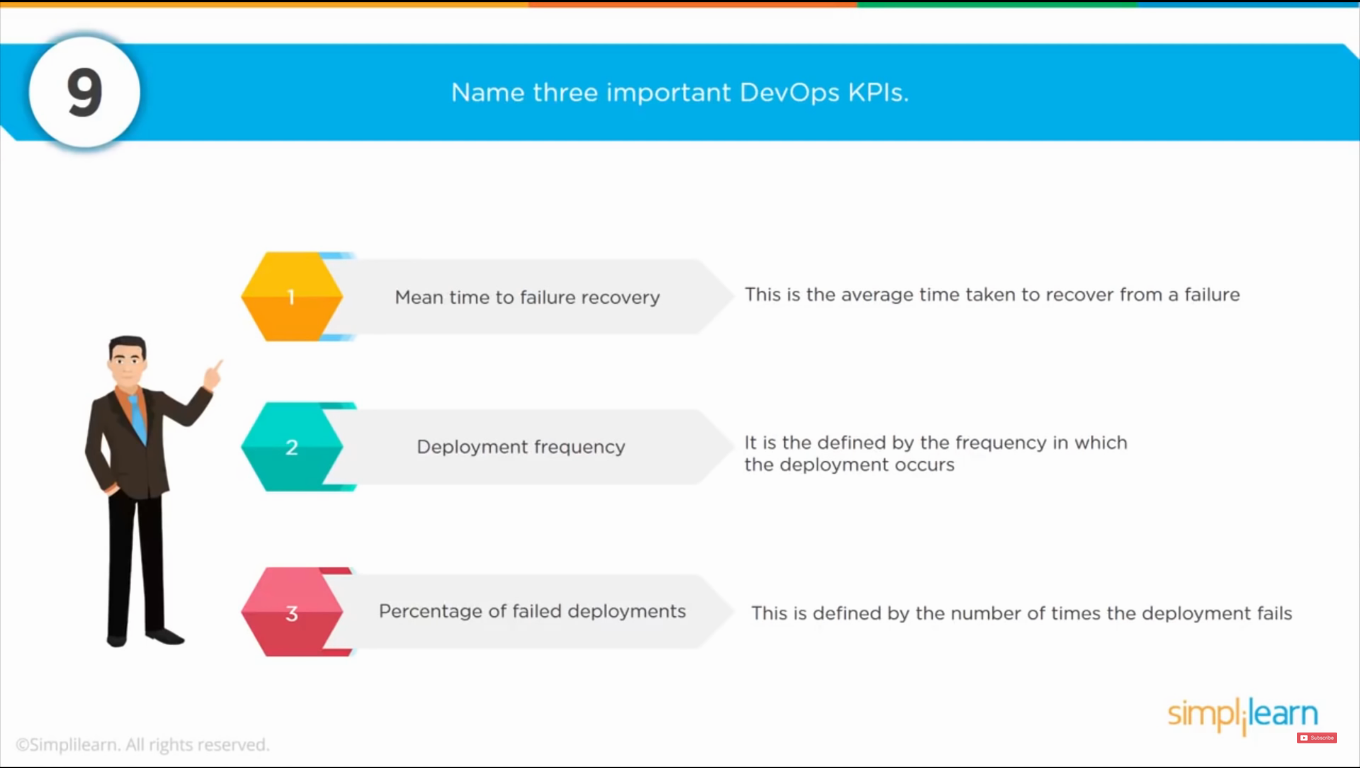 9
Name three important DevOps KPIs.
1
Mean time to failure recovery
This is the average time taken to recover from a failure
2
Deployment frequency
It is the defined by the frequency in which
the deployment occurs
3
Percentage of failed deployments
This is defined by the number of times the deployment fails
simplilearn
Subscribe
©Simplilearn. All rights reserved.